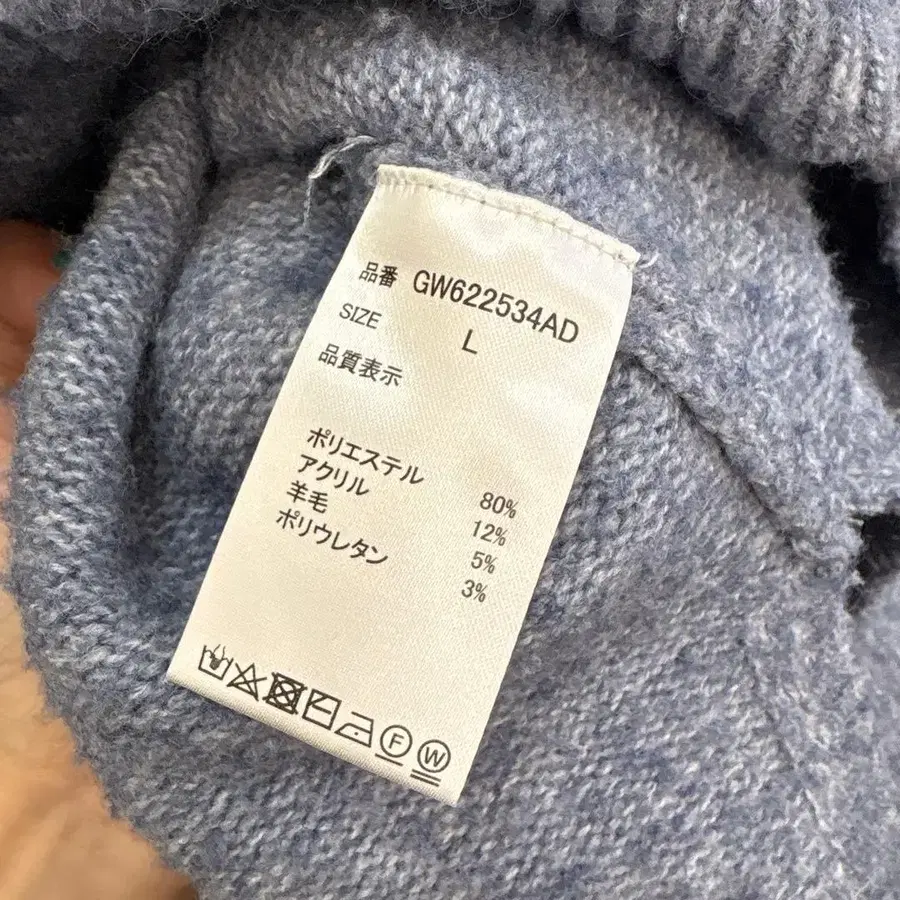 品番 GW622534AD
SIZE L
品質表示
ポリエステル 80%
アクリル 12%
羊毛 5%
ポリウレタン 3%
F W